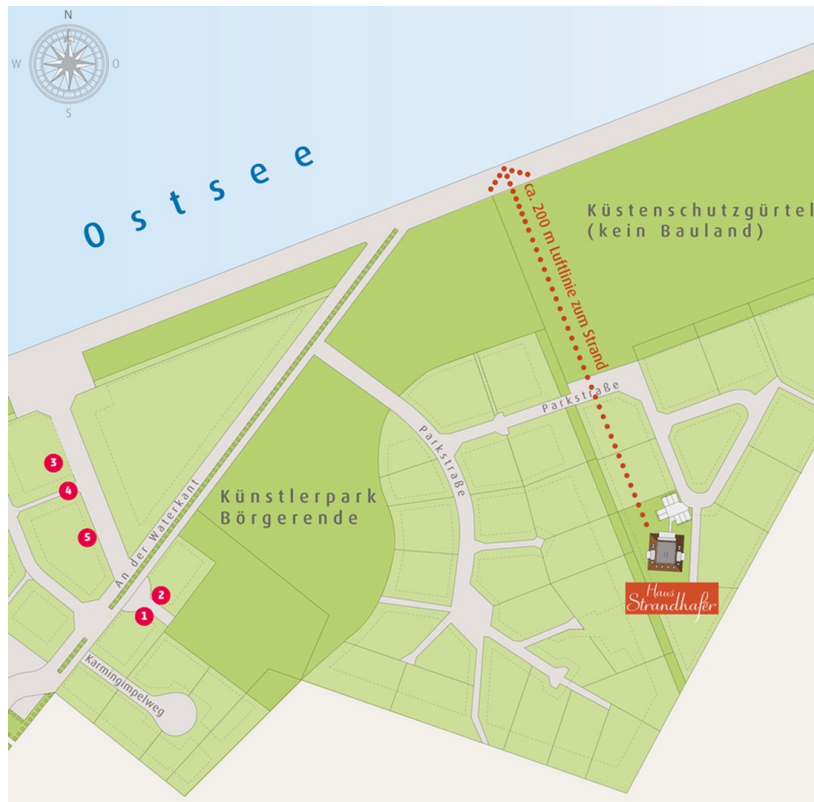 N
W
O
S
Ostsee
ca. 200 m Luftlinie zum Strand
Küstenschutzgürtel
(kein Bauland)
Parkstraße
Parkstraße
Künstlerpark
Börgerende
An der Waterkant
3
4
5
2
1
Haus
Strandhafer
Karmingimpelweg